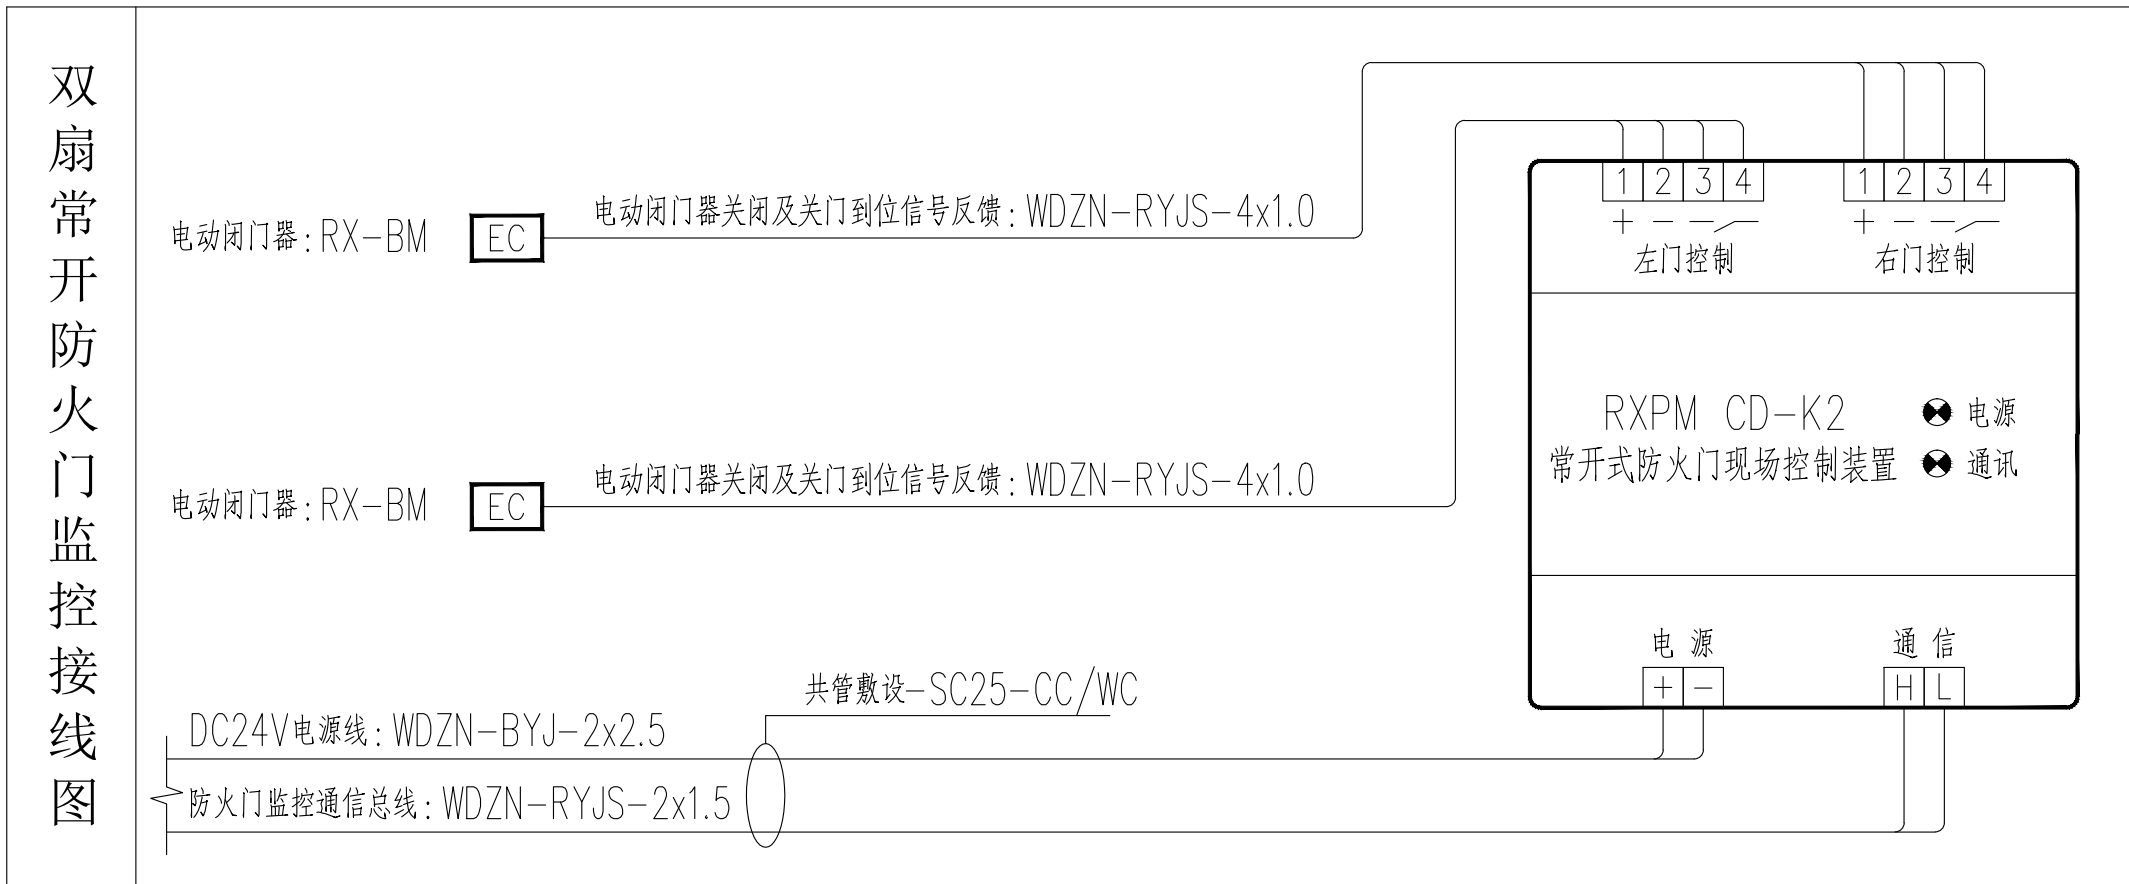 双扇常开防火门监控接线图
电动闭门器:RX-BM
EC
电动闭门器关闭及关门到位信号反馈:WDZN-RYJS-4x1.0
1 2 3 4
+ - -
左门控制
1 2 3 4
+ - -
右门控制
RXPM CD-K2
常开式防火门现场控制装置
电源
通讯
电动闭门器:RX-BM
EC
电动闭门器关闭及关门到位信号反馈:WDZN-RYJS-4x1.0
电 源
+ -
通 信
H L
共管敷设-SC25-CC/WC
DC24V电源线:WDZN-BYJ-2x2.5
防火门监控通信总线:WDZN-RYJS-2x1.5